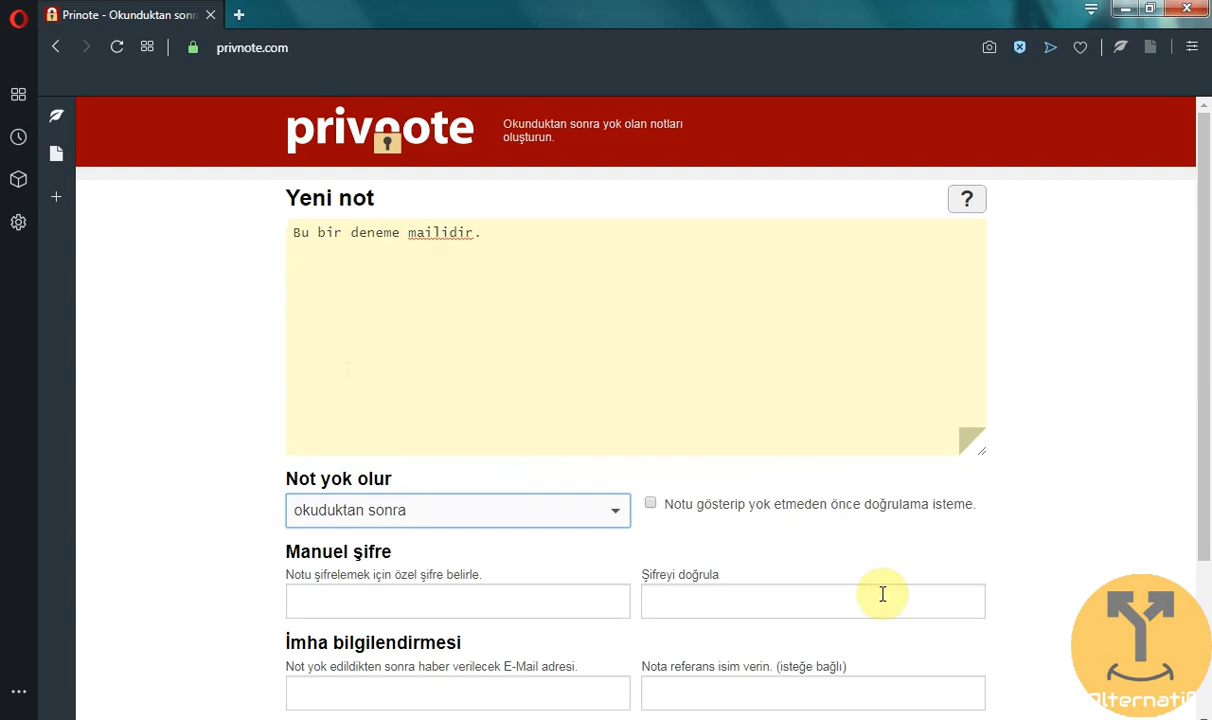 Prinote - Okunduktan sonra
privnote.com
privnote
Okunduktan sonra yok olan notları
oluşturun.
Yeni not
?
Bu bir deneme mailidir.
Not yok olur
okuduktan sonra
Notu gösterip yok etmeden önce doğrulama isteme.
Manuel şifre
Notu şifrelemek için özel şifre belirle.
Şifreyi doğrula
İmha bilgilendirmesi
Not yok edildikten sonra haber verilecek E-Mail adresi.
Nota referans isim verin. (isteğe bağlı)
Alternatif